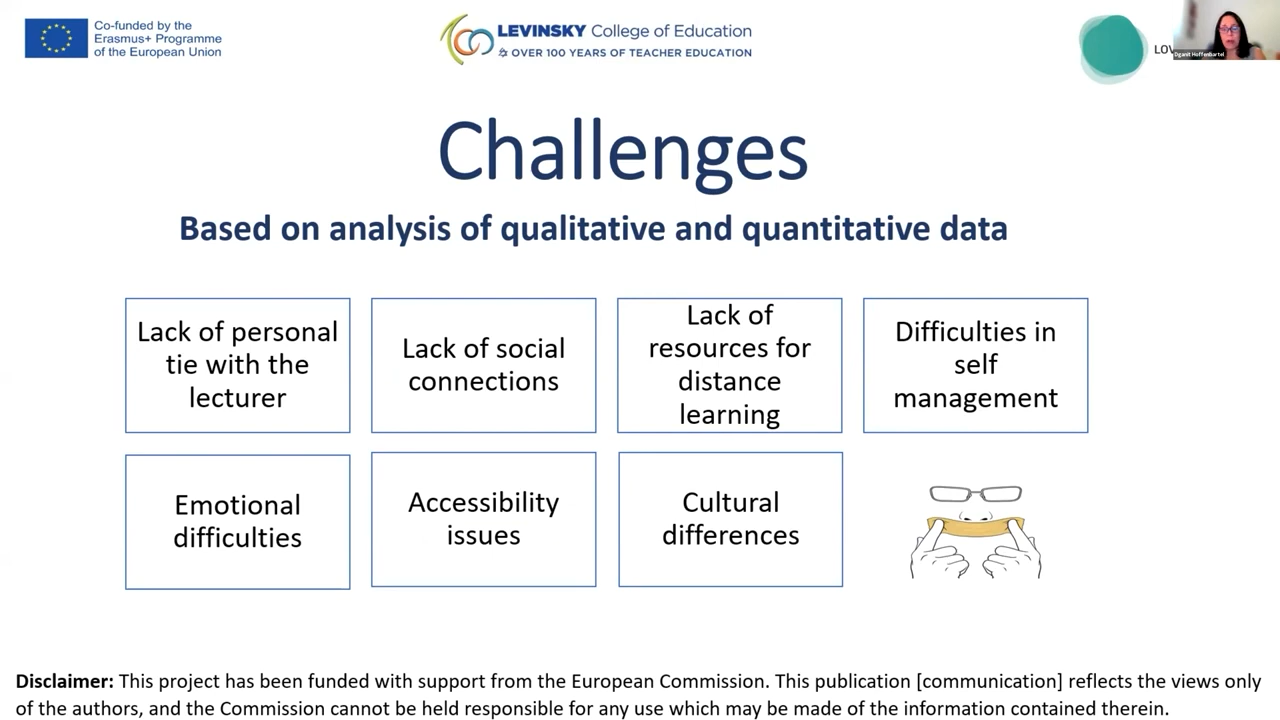 Co-funded by the
Erasmus+ Programme
of the European Union
LEVINSKY College of Education
OVER 100 YEARS OF TEACHER EDUCATION
Challenges
Based on analysis of qualitative and quantitative data
Lack of personal
tie with the
lecturer
Lack of social
connections
Lack of
resources for
distance
learning
Difficulties in
self
management
Emotional
difficulties
Accessibility
issues
Cultural
differences
Disclaimer: This project has been funded with support from the European Commission. This publication [communication] reflects the views only
of the authors, and the Commission cannot be held responsible for any use which may be made of the information contained therein.